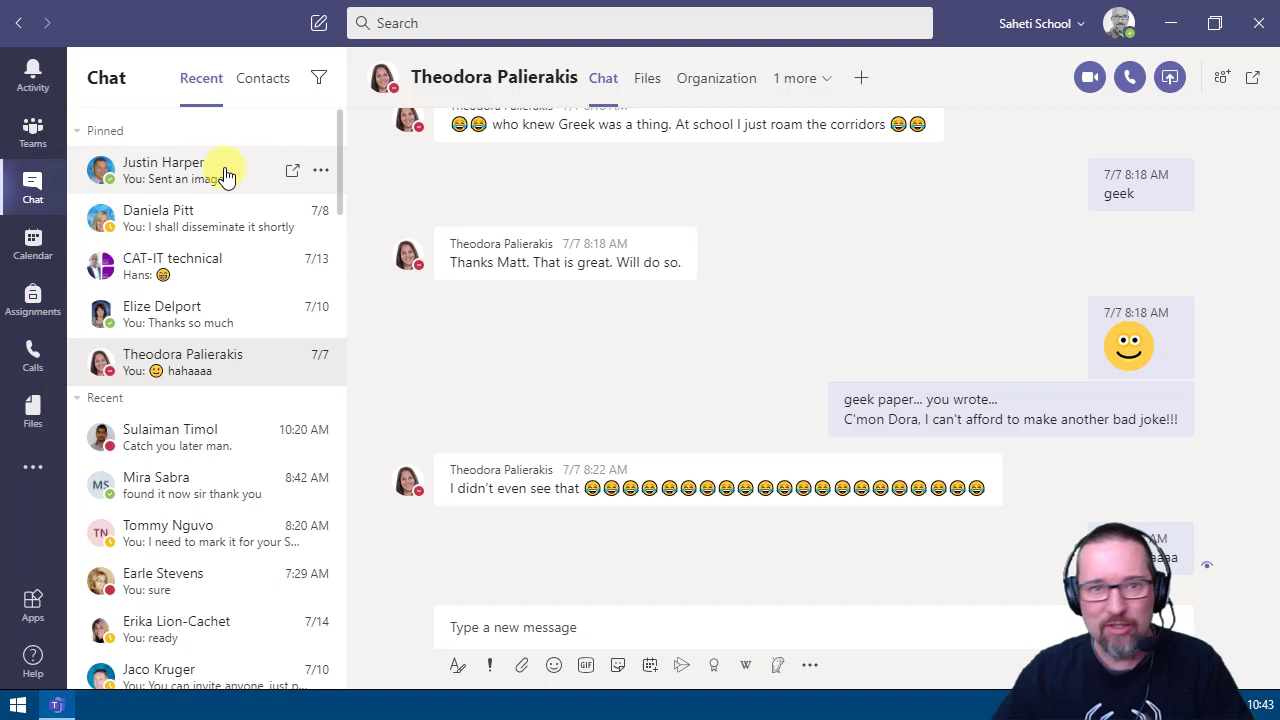 Search
Saheti School
Activity
Teams
Chat
Calendar
Assignments
Calls
Files
Apps
Help
Chat
Recent
Contacts
Pinned
Justin Harper
You: Sent an imag
Daniela Pitt
7/8
You: I shall disseminate it shortly
CAT-IT technical
7/13
Hans: 😄
Elize Delport
7/10
You: Thanks so much
Theodora Palierakis
7/7
You: 🙂 hahaaaa
Recent
Sulaiman Timol
10:20 AM
Catch you later man.
MS
Mira Sabra
8:42 AM
found it now sir thank you
TN
Tommy Nguvo
8:20 AM
You: I need to mark it for your S...
Earle Stevens
7:29 AM
You: sure
Erika Lion-Cachet
7/14
You: ready
Jaco Kruger
7/10
You: You can invite anyone, just p...
Theodora Palierakis
Chat
Files
Organization
1 more
Theodora Palierakis
😂😂 who knew Greek was a thing. At school I just roam the corridors 😂😂
7/7 8:18 AM
geek
Theodora Palierakis 7/7 8:18 AM
Thanks Matt. That is great. Will do so.
7/7 8:18 AM
geek paper... you wrote...
C'mon Dora, I can't afford to make another bad joke!!!
Theodora Palierakis 7/7 8:22 AM
I didn't even see that 😂😂😂😂😂😂😂😂😂😂😂😂😂😂😂😂😂😂😂😂😂
AM
Type a new message
GIF
W
10:43